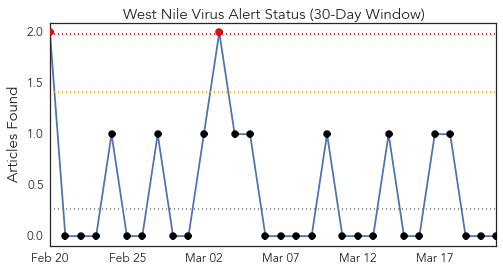 West Nile Virus Alert Status (30-Day Window)
Articles Found
2.0
1.5
1.0
0.5
0.0
Feb 20
Feb 25
Mar 02
Mar 07
Mar 12
Mar 17